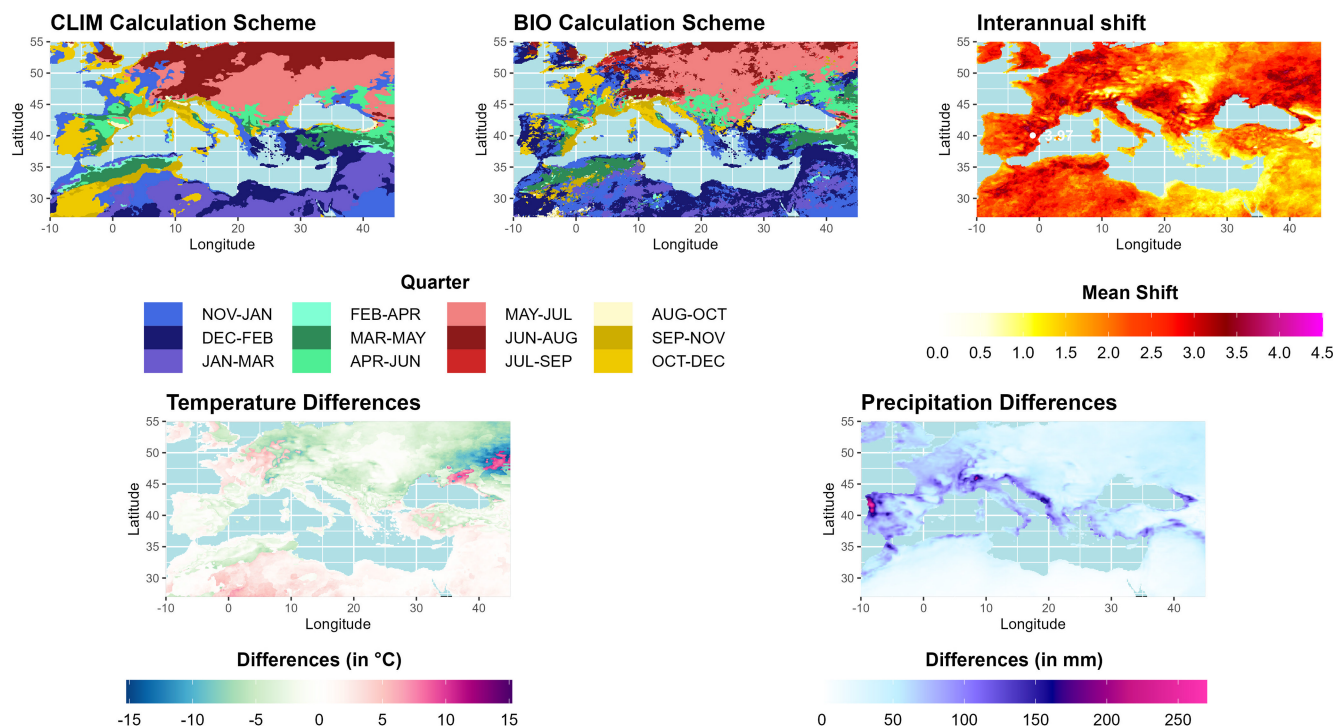 CLIM Calculation Scheme
BIO Calculation Scheme
Interannual shift
Latitude
55
50
45
40
35
30
-10
0
10
20
30
40
Longitude
Latitude
55
50
45
40
35
30
-10
0
10
20
30
40
Longitude
Latitude
55
50
45
40
35
30
-10
0
10
20
30
40
Longitude
Quarter
NOV-JAN
FEB-APR
MAY-JUL
AUG-OCT
DEC-FEB
MAR-MAY
JUN-AUG
SEP-NOV
JAN-MAR
APR-JUN
JUL-SEP
OCT-DEC
Mean Shift
0.0 0.5 1.0 1.5 2.0 2.5 3.0 3.5 4.0 4.5
Temperature Differences
Precipitation Differences
Latitude
55
50
45
40
35
30
-10
0
10
20
30
40
Longitude
Latitude
55
50
45
40
35
30
-10
0
10
20
30
40
Longitude
Differences (in °C)
-15 -10 -5 0 5 10 15
Differences (in mm)
0 50 100 150 200 250